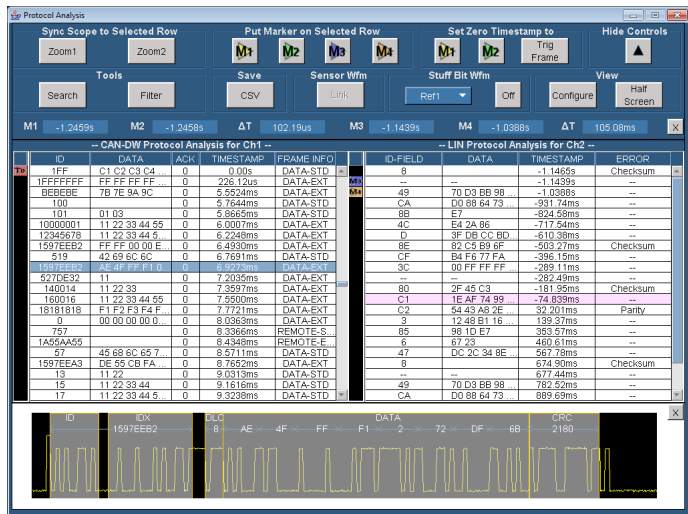 Protocol Analysis
Sync Scope to Selected Row
Put Marker on Selected Row
Set Zero Timestamp to
Hide Controls
Zoom1 Zoom2 M1 M2 M3 M4 M1 M2 Trig Frame
Tools Save Sensor Wfm Stuff Bit Wfm View
Search Filter CSV Link Ref1 Off Configure Half Screen
M1 -1.2459s M2 -1.2458s ΔT 102.19us M3 -1.1439s M4 -1.0388s ΔT 105.08ms X
-- CAN-DW Protocol Analysis for Ch1 --
ID DATA ACK TIMESTAMP FRAME INFO
1FF C1 C2 C3 C4 ... 0 0.00s DATA-STD
1FFFFFFF FF FF FF FF ... 0 226.12us DATA-EXT
BEBEBE 7B 7E 9A 9C 0 5.5524ms DATA-EXT
100 0 5.7644ms DATA-STD
101 01 03 0 5.8665ms DATA-STD
10000001 11 22 33 44 55 0 6.0007ms DATA-EXT
12345678 11 22 33 44 5... 0 6.2248ms DATA-EXT
1597EEB2 FF FF 00 00 E... 0 6.4930ms DATA-EXT
519 42 69 6C 6C 0 6.7691ms DATA-STD
1597EEB2 AE 4F FF F1 0... 0 6.9273ms DATA-EXT
527DE32 11 0 7.2035ms DATA-EXT
140014 11 22 33 0 7.3597ms DATA-EXT
160016 11 22 33 44 55 0 7.5500ms DATA-EXT
18181818 F1 F2 F3 F4 F... 0 7.7721ms DATA-EXT
0 00 00 00 00 0... 0 8.0363ms DATA-EXT
757 0 8.3366ms REMOTE-S...
1A55AA55 0 8.4348ms REMOTE-E...
57 45 68 6C 65 7... 0 8.5711ms DATA-STD
1597EEA3 DE 55 CB FA ... 0 8.7652ms DATA-EXT
13 11 22 0 9.0313ms DATA-STD
15 11 22 33 44 0 9.1616ms DATA-STD
17 11 22 33 44 5... 0 9.3238ms DATA-STD
-- LIN Protocol Analysis for Ch2 --
ID-FIELD DATA TIMESTAMP ERROR
8 -1.1465s Checksum
M3 -- -- -1.1439s --
M4 49 70 D3 BB 98 ... -1.0388s --
CA D0 88 64 73 ... -931.74ms --
8B E7 -824.58ms --
4C E4 2A 86 -717.54ms --
D 3F DB CC BD... -610.38ms --
8E 82 C5 B9 6F -503.27ms Checksum
CF B4 F6 77 FA -396.15ms --
3C 00 FF FF FF ... -289.11ms --
-- -- -282.49ms --
80 2F 45 C3 -181.95ms Checksum
C1 1E AF 74 99 ... -74.839ms --
C2 54 43 A8 2E ... 32.201ms Parity
3 12 48 B1 16 ... 139.37ms --
85 98 1D E7 353.57ms --
6 67 23 460.61ms --
47 DC 2C 34 8E ... 567.78ms --
8 674.90ms Checksum
-- -- 677.44ms --
49 70 D3 BB 98 ... 782.52ms --
CA D0 88 64 73 ... 889.69ms --
ID IDX DLC DATA CRC X
1597EEB2 8 AE 4F FF F1 2 72 DF 6B 2180